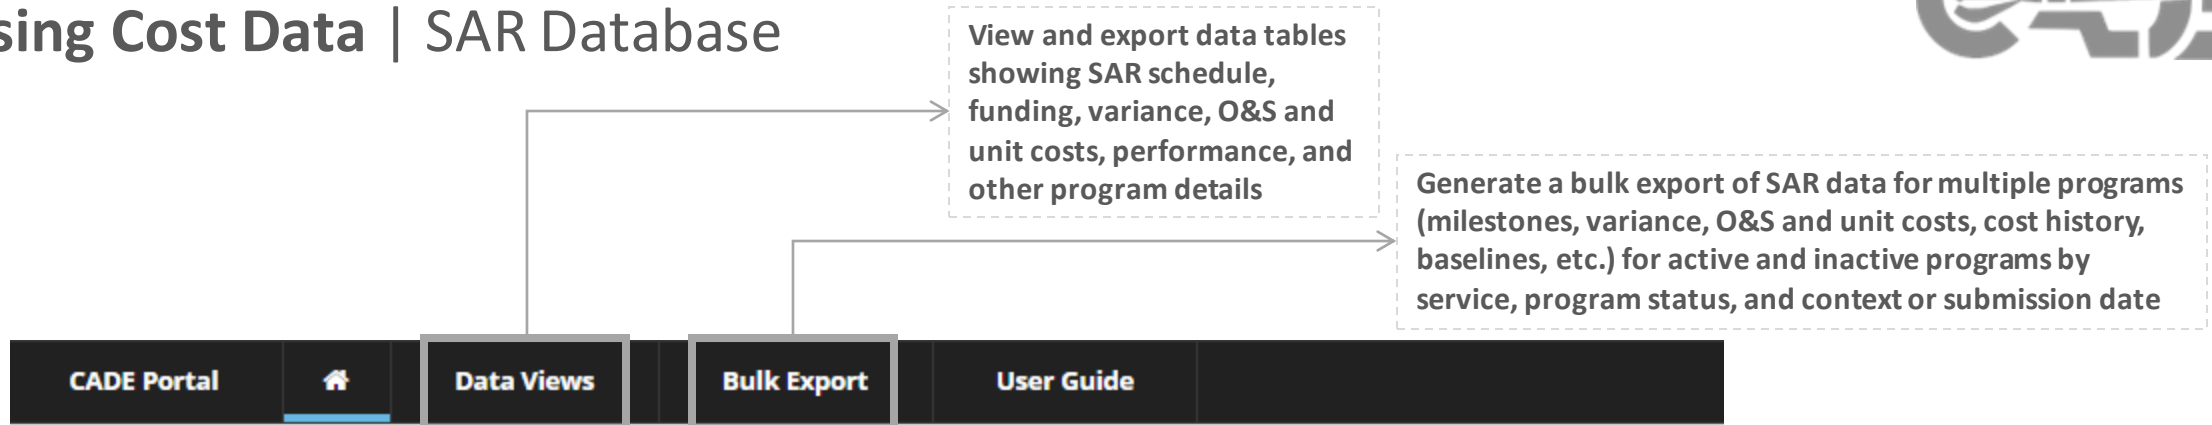 sing Cost Data | SAR Database
View and export data tables
showing SAR schedule,
funding, variance, O&S and
unit costs, performance, and
other program details
Generate a bulk export of SAR data for multiple programs
(milestones, variance, O&S and unit costs, cost history,
baselines, etc.) for active and inactive programs by
service, program status, and context or submission date
CADE Portal Data Views Bulk Export User Guide